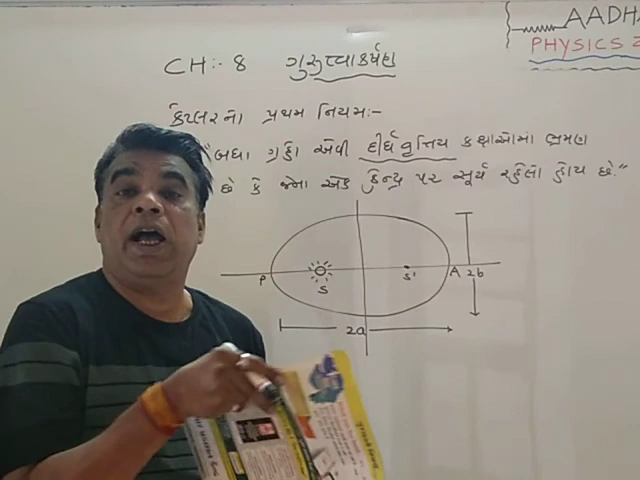 AADHA
PHYSICS Z
CH:- 8 ગુરુત્વાકર્ષણ
કેપ્લરનો પ્રથમ નિયમ:-
"બધા ગ્રહો એવી દીર્ઘવૃત્તિય કક્ષાઓમાં ભ્રમણ
છે કે જેના એક કેન્દ્ર પર સૂર્ય રહેલો હોય છે."
P S S' A 2b
2a